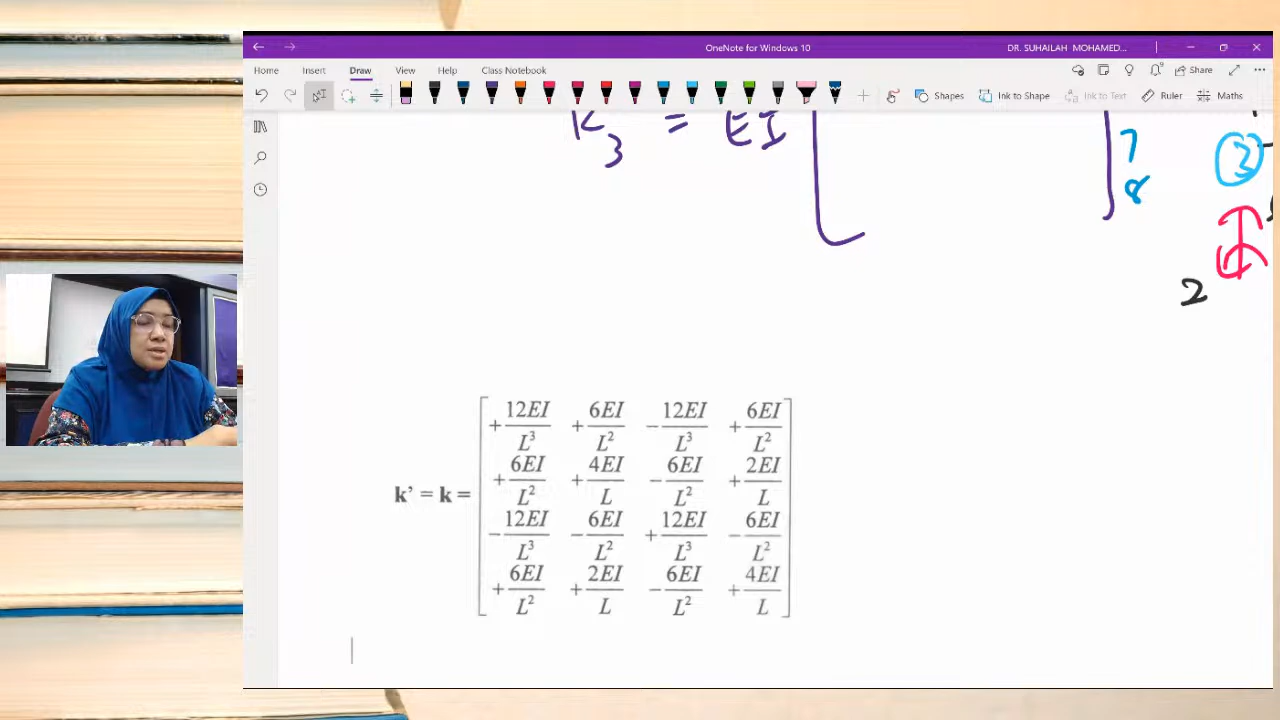 OneNote for Windows 10
DR. SUHAILAH MOHAMED...
Home Insert Draw View Help Class Notebook
Share
Shapes Ink to Shape Ink to Text Ruler Maths
K3 = EI
7
8
3
2
k' = k =
+12EI/L³ +6EI/L² −12EI/L³ +6EI/L²
+6EI/L² +4EI/L −6EI/L² +2EI/L
−12EI/L³ −6EI/L² +12EI/L³ −6EI/L²
+6EI/L² +2EI/L −6EI/L² +4EI/L